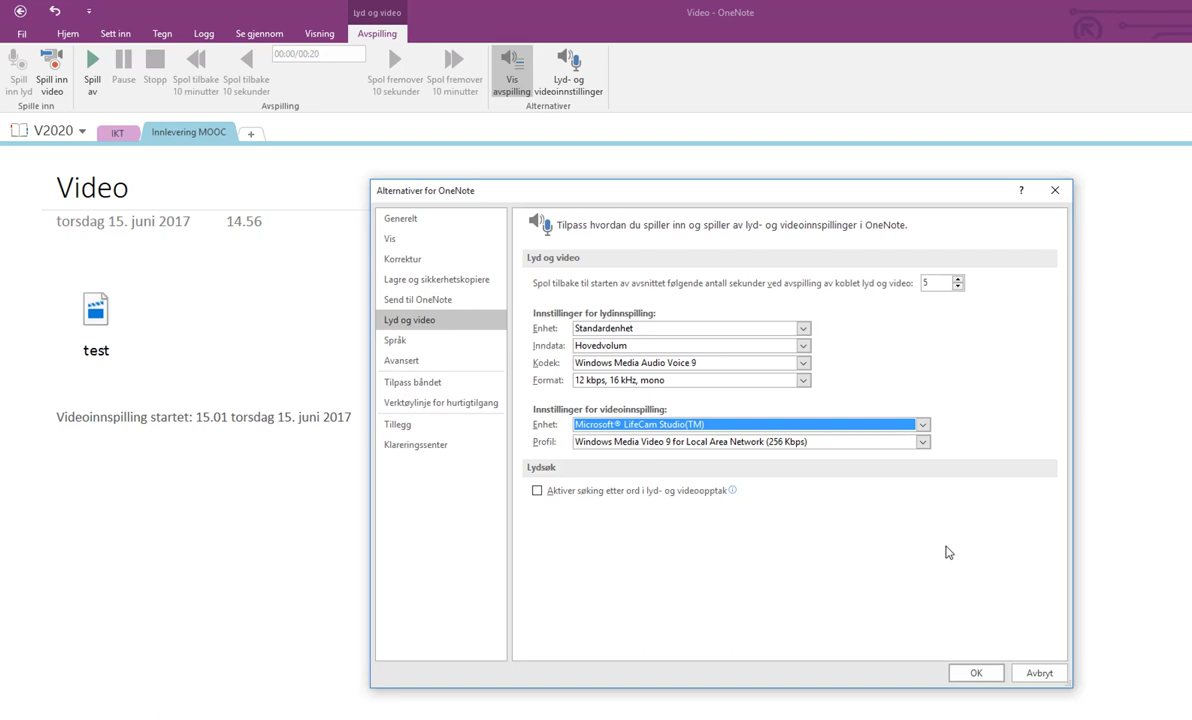 Lyd og video
Video - OneNote
Fil Hjem Sett inn Tegn Logg Se gjennom Visning Avspilling
00:00/00:20
Spill inn lyd
Spill inn video
Spill av
Pause
Stopp
Spol tilbake 10 minutter
Spol tilbake 10 sekunder
Spol fremover 10 sekunder
Spol fremover 10 minutter
Vis avspilling
Lyd- og videoinnstillinger
Spille inn Avspilling Alternativer
V2020 IKT Innlevering MOOC +
Video
torsdag 15. juni 2017 14.56
test
Videoinnspilling startet: 15.01 torsdag 15. juni 2017
Alternativer for OneNote ?
Generelt
Vis
Korrektur
Lagre og sikkerhetskopiere
Send til OneNote
Lyd og video
Språk
Avansert
Tilpass båndet
Verktøylinje for hurtigtilgang
Tillegg
Klareringssenter
Tilpass hvordan du spiller inn og spiller av lyd- og videoinnspillinger i OneNote.
Lyd og video
Spol tilbake til starten av avsnittet følgende antall sekunder ved avspilling av koblet lyd og video: 5
Innstillinger for lydinnspilling:
Enhet: Standardenhet
Inndata: Hovedvolum
Kodek: Windows Media Audio Voice 9
Format: 12 kbps, 16 kHz, mono
Innstillinger for videoinnspilling:
Enhet: Microsoft® LifeCam Studio(TM)
Profil: Windows Media Video 9 for Local Area Network (256 Kbps)
Lydsøk
Aktiver søking etter ord i lyd- og videoopptak
OK Avbryt